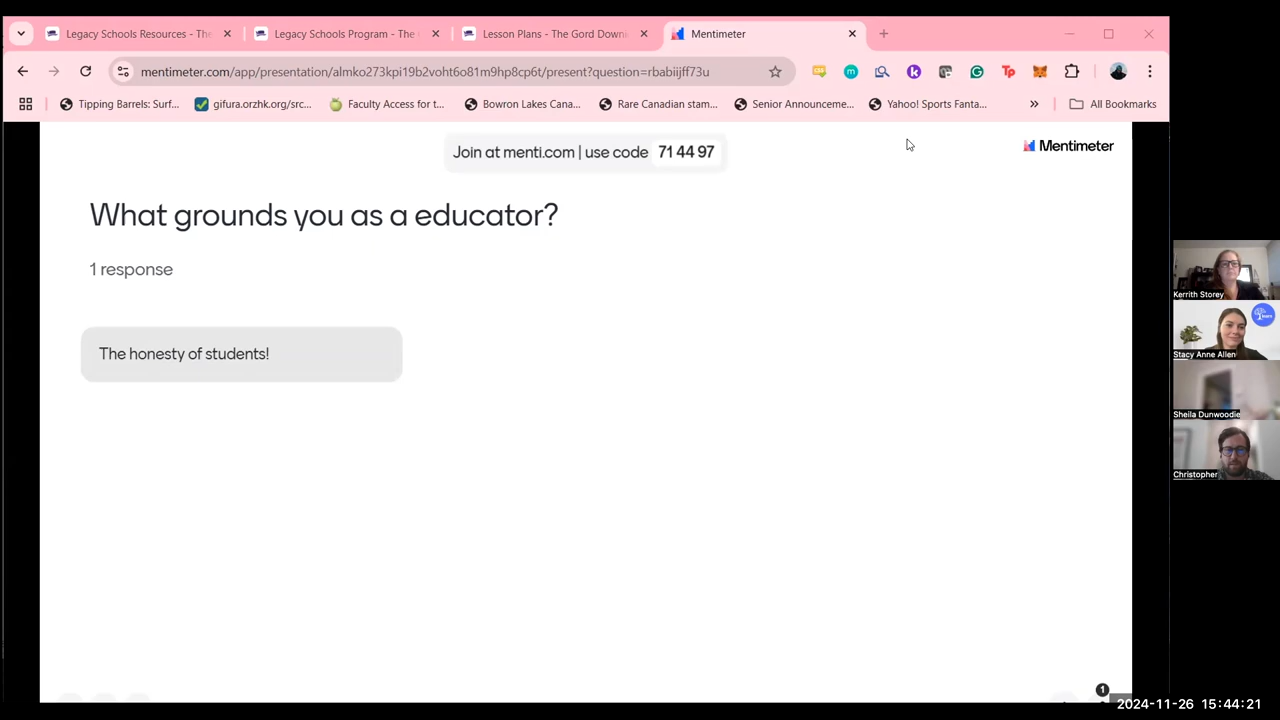 Legacy Schools Resources - The
Legacy Schools Program - The
Lesson Plans - The Gord Down
Mentimeter
mentimeter.com/app/presentation/alnko273kpi19b2voht6o81m9hp8cp6t/present?question=rbabiijff73u
Tipping Barrels: Surf...
gifura.orzhk.org/src...
Faculty Access for t...
Bowron Lakes Cana...
Rare Canadian stam...
Senior Announceme...
Yahoo! Sports Fanta...
All Bookmarks
Join at menti.com | use code 71 44 97
Mentimeter
What grounds you as a educator?
1 response
The honesty of students!
Kerrith Storey
Stacy Anne Allen
Sheila Dunwoodie
Christopher
1
2024-11-26 15:44:21